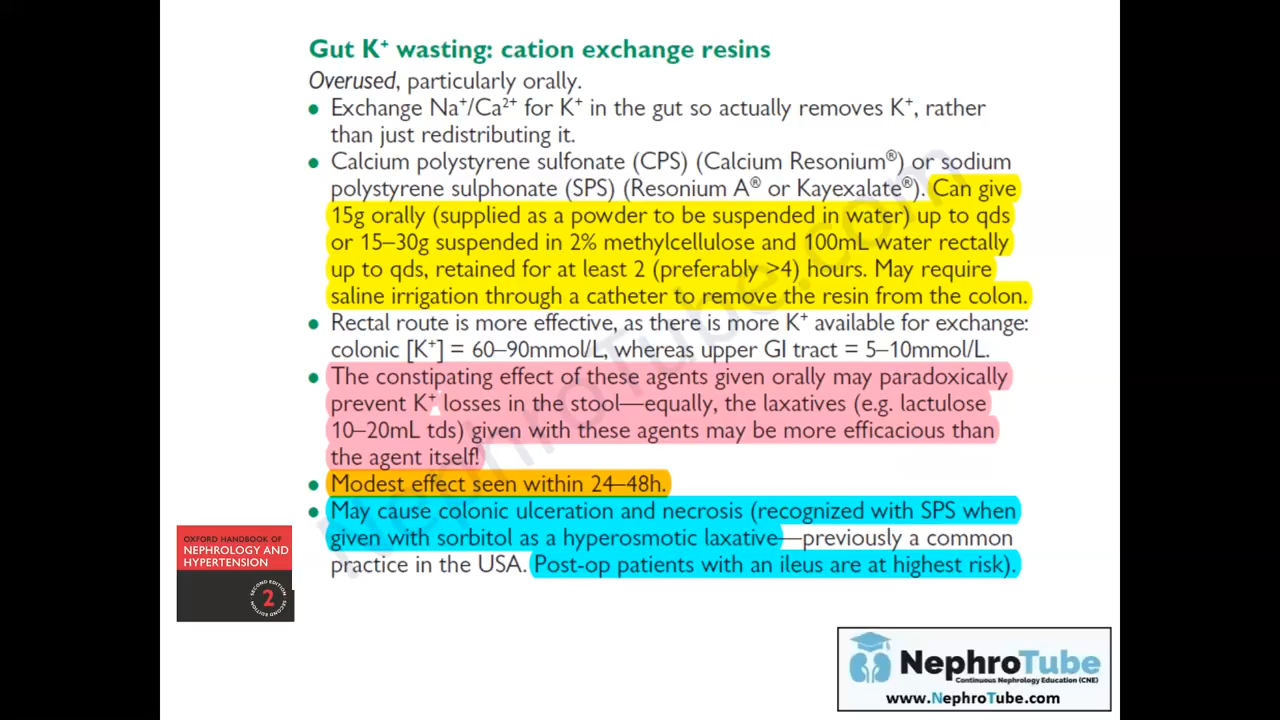 Gut K⁺ wasting: cation exchange resins
Overused, particularly orally.
• Exchange Na⁺/Ca²⁺ for K⁺ in the gut so actually removes K⁺, rather
than just redistributing it.
• Calcium polystyrene sulfonate (CPS) (Calcium Resonium®) or sodium
polystyrene sulphonate (SPS) (Resonium A® or Kayexalate®). Can give
15g orally (supplied as a powder to be suspended in water) up to qds
or 15–30g suspended in 2% methylcellulose and 100mL water rectally
up to qds, retained for at least 2 (preferably >4) hours. May require
saline irrigation through a catheter to remove the resin from the colon.
• Rectal route is more effective, as there is more K⁺ available for exchange:
colonic [K⁺] = 60–90mmol/L, whereas upper GI tract = 5–10mmol/L.
• The constipating effect of these agents given orally may paradoxically
prevent K⁺ losses in the stool—equally, the laxatives (e.g. lactulose
10–20mL tds) given with these agents may be more efficacious than
the agent itself!
• Modest effect seen within 24–48h.
• May cause colonic ulceration and necrosis (recognized with SPS when
given with sorbitol as a hyperosmotic laxative—previously a common
practice in the USA. Post-op patients with an ileus are at highest risk).
NephroTube.com
OXFORD HANDBOOK OF
NEPHROLOGY AND
HYPERTENSION
SECOND EDITION
2
SECOND EDITION
NephroTube
Continuous Nephrology Education (CNE)
www.NephroTube.com